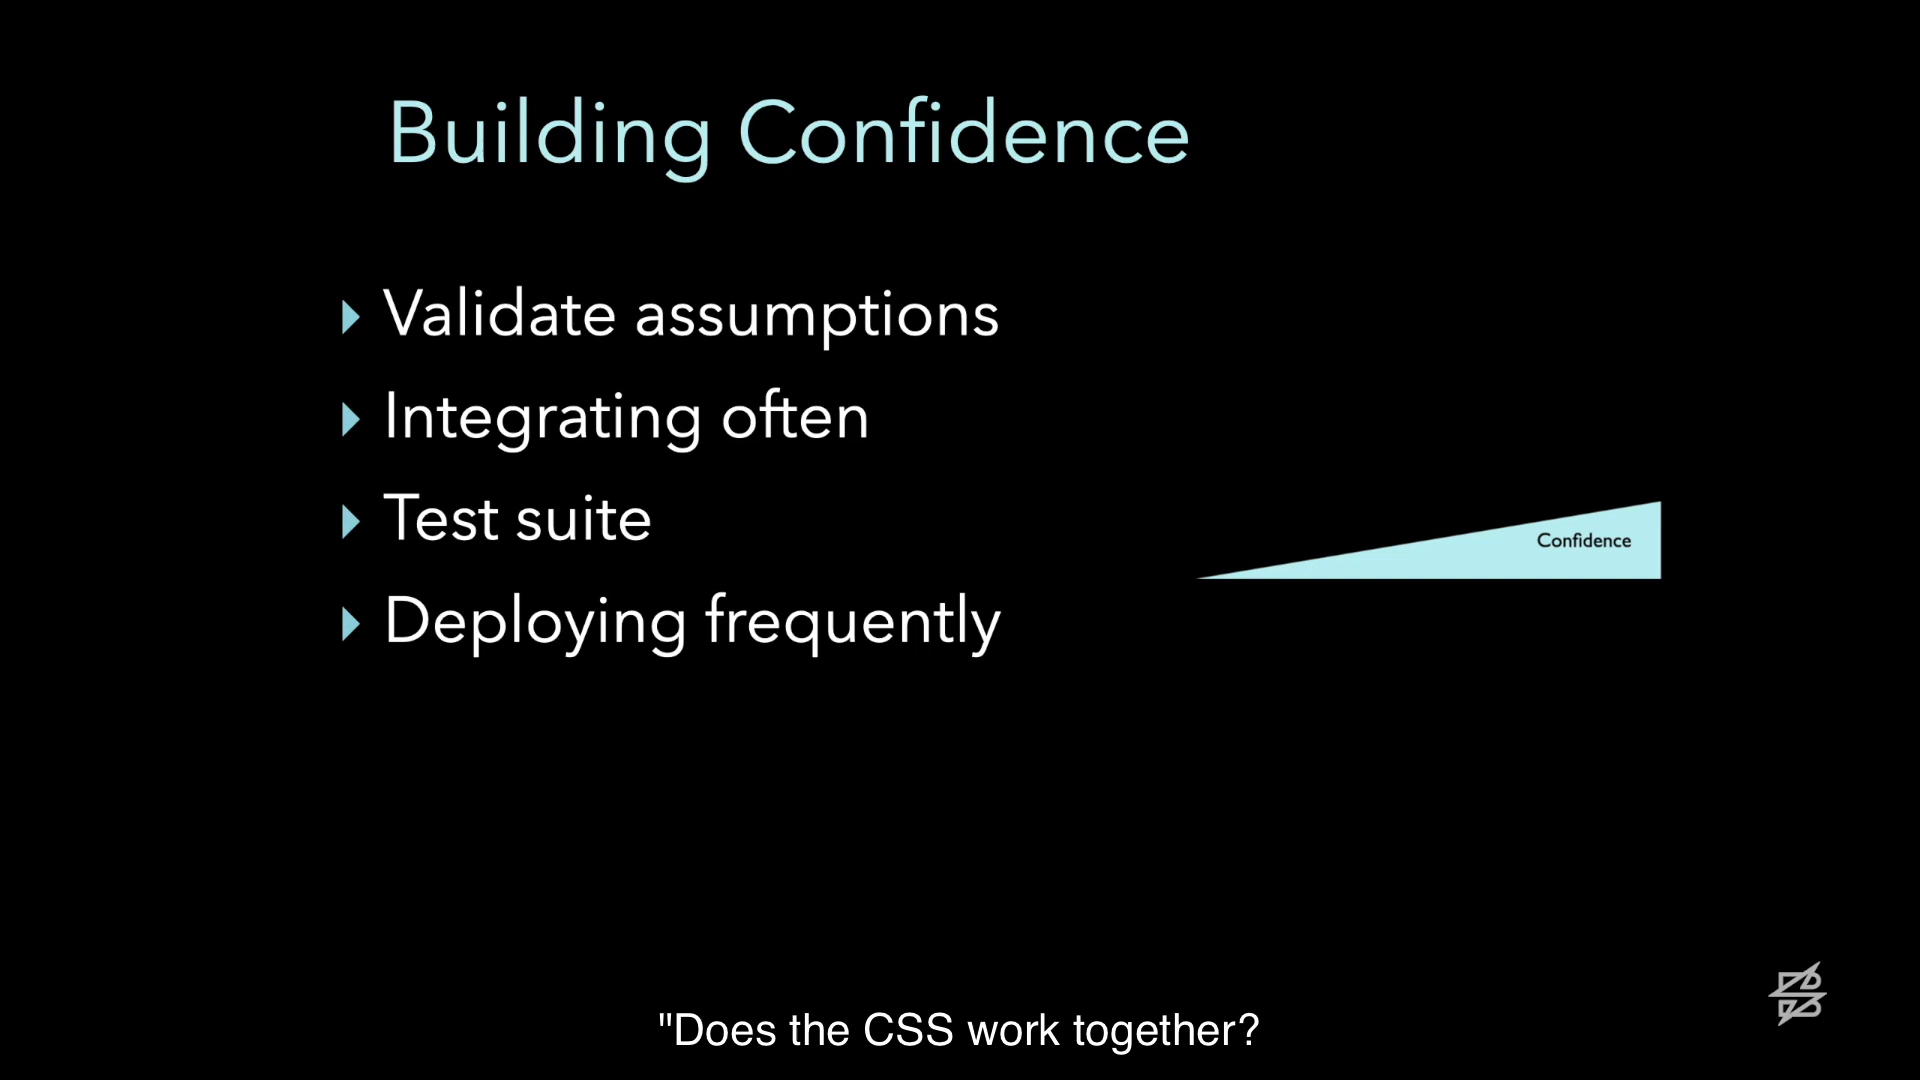 Building Confidence
Validate assumptions
Integrating often
Test suite
Deploying frequently
Confidence
"Does the CSS work together?